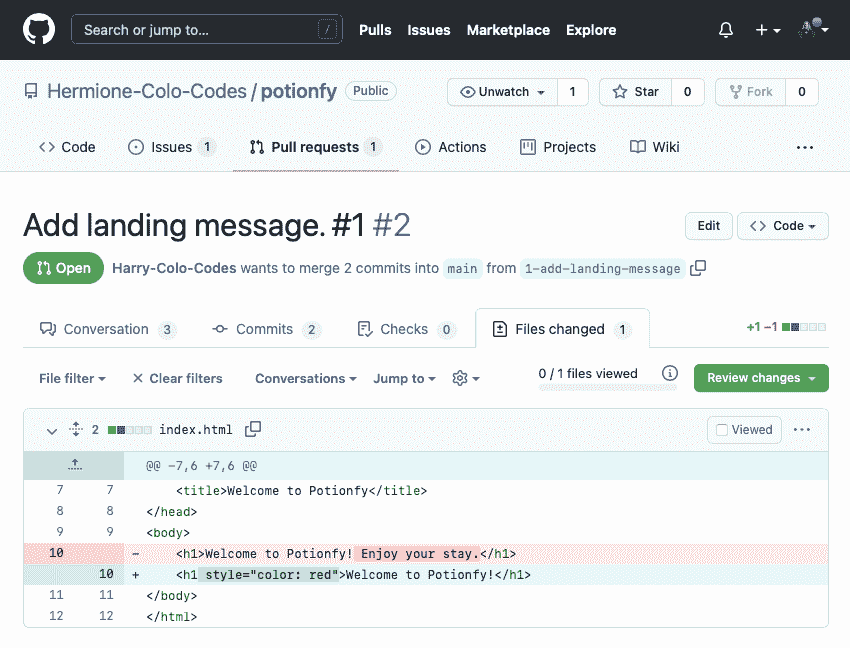 Search or jump to… / Pulls Issues Marketplace Explore
Hermione-Colo-Codes / potionfy Public Unwatch 1 Star 0 Fork 0
Code Issues 1 Pull requests 1 Actions Projects Wiki ...
Add landing message. #1 #2 Edit <> Code
Open Harry-Colo-Codes wants to merge 2 commits into main from 1-add-landing-message
Conversation 3 Commits 2 Checks 0 Files changed 1 +1 −1
File filter Clear filters Conversations Jump to 0 / 1 files viewed Review changes
2 index.html Viewed ...
@@ -7,6 +7,6 @@
7 7 <title>Welcome to Potionfy</title>
8 8 </head>
9 9 <body>
10 - <h1>Welcome to Potionfy! Enjoy your stay.</h1>
10 + <h1 style="color: red">Welcome to Potionfy!</h1>
11 11 </body>
12 12 </html>